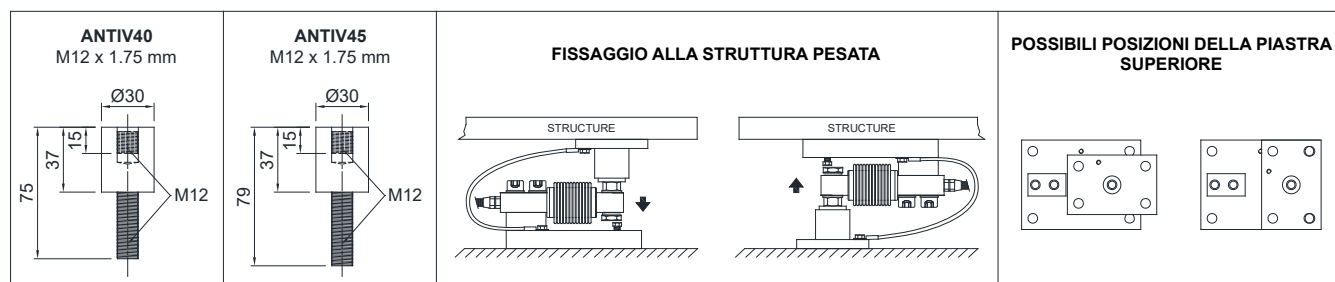 ANTIV40
M12 x 1.75 mm
Ø30
15
37
75
M12
ANTIV45
M12 x 1.75 mm
Ø30
15
37
79
M12
FISSAGGIO ALLA STRUTTURA PESATA
STRUCTURE
STRUCTURE
POSSIBILI POSIZIONI DELLA PIASTRA
SUPERIORE